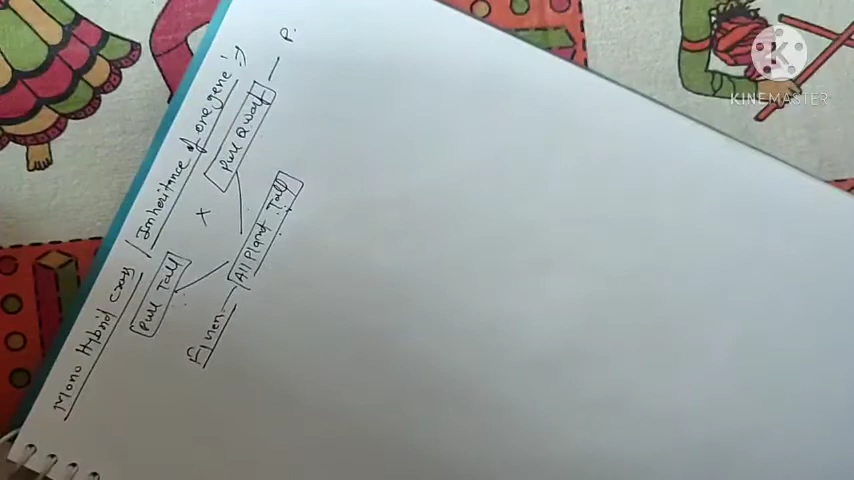 Mono Hybrid cross / Inheritance of one gene :→
Pure Tall × Pure Dwarf — P.
F1 Gen. — All Plant Tall
KINEMASTER